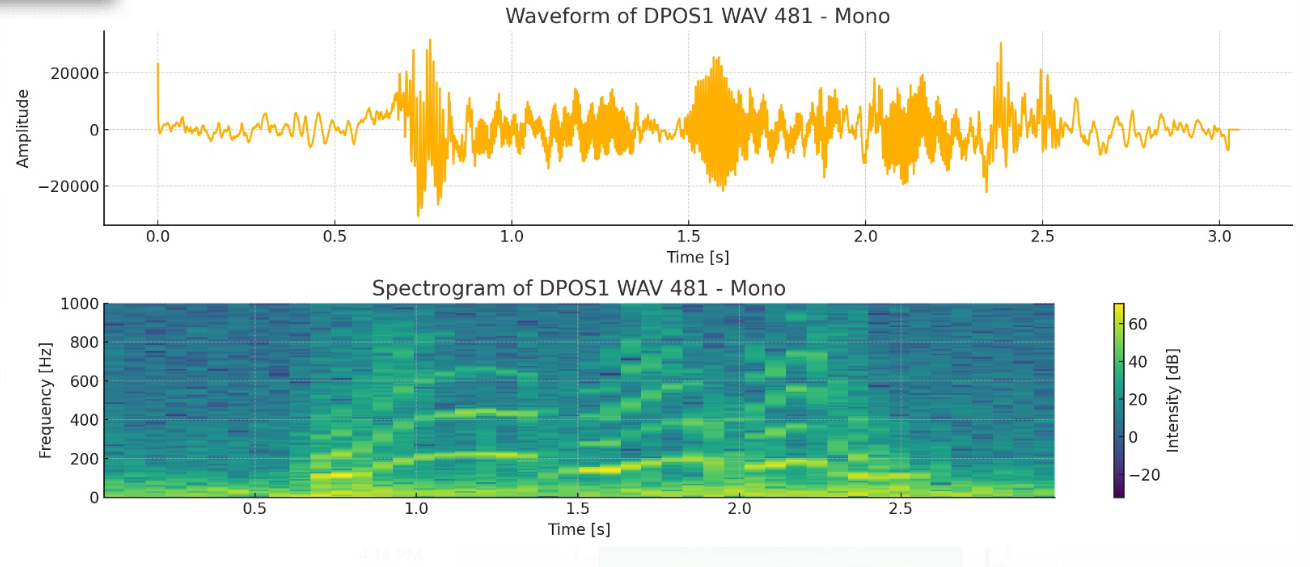 Waveform of DPOS1 WAV 481 - Mono
Amplitude
20000
0
−20000
0.0 0.5 1.0 1.5 2.0 2.5 3.0
Time [s]
Spectrogram of DPOS1 WAV 481 - Mono
Frequency [Hz]
1000
800
600
400
200
0
0.5 1.0 1.5 2.0 2.5
Time [s]
60
40
20
0
−20
Intensity [dB]
4:13 PM